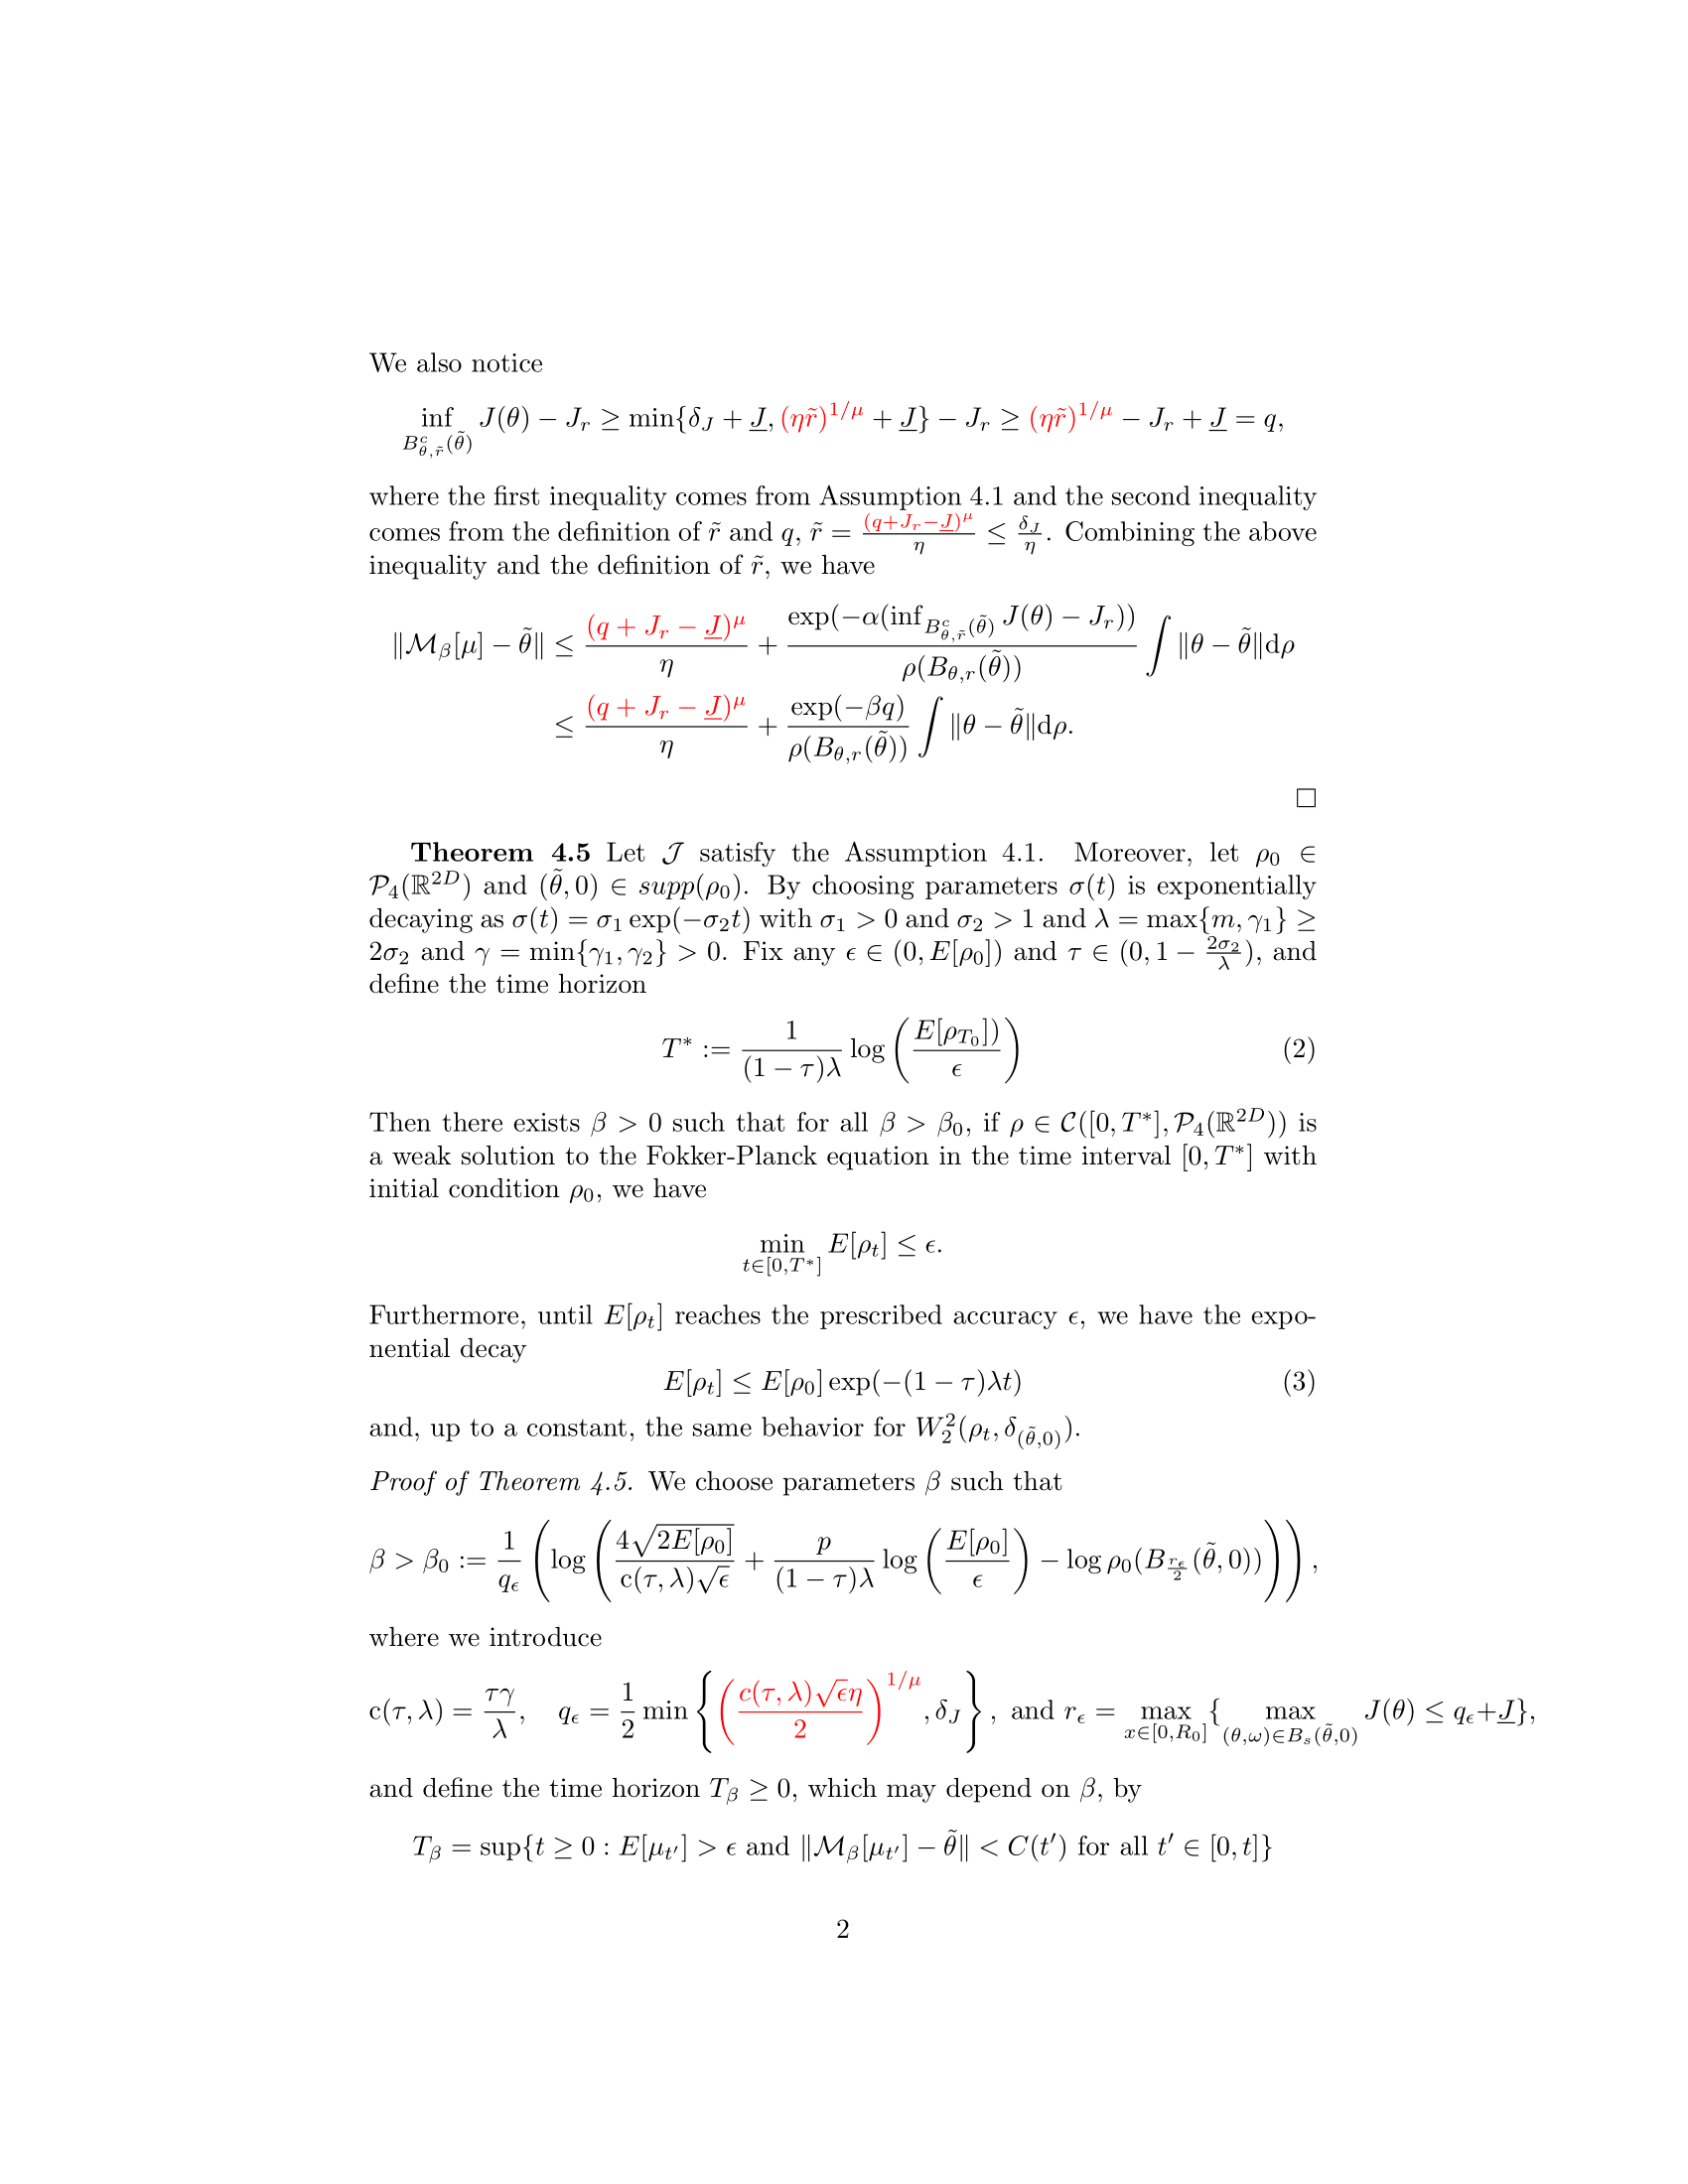 We also notice
$$\inf_{B^c_{\theta,\tilde{r}}(\tilde{\theta})} J(\theta) - J_r \geq \min\{\delta_J + \underline{J}, (\eta\tilde{r})^{1/\mu} + \underline{J}\} - J_r \geq (\eta\tilde{r})^{1/\mu} - J_r + \underline{J} = q,$$
where the first inequality comes from Assumption 4.1 and the second inequality
comes from the definition of $\tilde{r}$ and $q$, $\tilde{r} = \frac{(q+J_r-\underline{J})^\mu}{\eta} \leq \frac{\delta_J}{\eta}$. Combining the above
inequality and the definition of $\tilde{r}$, we have
$$\|\mathcal{M}_\beta[\mu] - \tilde{\theta}\| \leq \frac{(q + J_r - \underline{J})^\mu}{\eta} + \frac{\exp(-\alpha(\inf_{B^c_{\theta,\tilde{r}}(\tilde{\theta})} J(\theta) - J_r))}{\rho(B_{\theta,r}(\tilde{\theta}))} \int \|\theta - \tilde{\theta}\| \mathrm{d}\rho$$
$$\leq \frac{(q + J_r - \underline{J})^\mu}{\eta} + \frac{\exp(-\beta q)}{\rho(B_{\theta,r}(\tilde{\theta}))} \int \|\theta - \tilde{\theta}\| \mathrm{d}\rho.$$
□
Theorem 4.5 Let $\mathcal{J}$ satisfy the Assumption 4.1. Moreover, let $\rho_0 \in$
$\mathcal{P}_4(\mathbb{R}^{2D})$ and $(\tilde{\theta}, 0) \in supp(\rho_0)$. By choosing parameters $\sigma(t)$ is exponentially
decaying as $\sigma(t) = \sigma_1 \exp(-\sigma_2 t)$ with $\sigma_1 > 0$ and $\sigma_2 > 1$ and $\lambda = \max\{m, \gamma_1\} \geq$
$2\sigma_2$ and $\gamma = \min\{\gamma_1, \gamma_2\} > 0$. Fix any $\epsilon \in (0, E[\rho_0])$ and $\tau \in (0, 1 - \frac{2\sigma_2}{\lambda})$, and
define the time horizon
$$T^* := \frac{1}{(1-\tau)\lambda} \log\left(\frac{E[\rho_{T_0}])}{\epsilon}\right) \quad (2)$$
Then there exists $\beta > 0$ such that for all $\beta > \beta_0$, if $\rho \in \mathcal{C}([0, T^*], \mathcal{P}_4(\mathbb{R}^{2D}))$ is
a weak solution to the Fokker-Planck equation in the time interval $[0, T^*]$ with
initial condition $\rho_0$, we have
$$\min_{t \in [0,T^*]} E[\rho_t] \leq \epsilon.$$
Furthermore, until $E[\rho_t]$ reaches the prescribed accuracy $\epsilon$, we have the expo-
nential decay
$$E[\rho_t] \leq E[\rho_0] \exp(-(1-\tau)\lambda t) \quad (3)$$
and, up to a constant, the same behavior for $W_2^2(\rho_t, \delta_{(\tilde{\theta},0)})$.
Proof of Theorem 4.5. We choose parameters $\beta$ such that
$$\beta > \beta_0 := \frac{1}{q_\epsilon} \left( \log\left( \frac{4\sqrt{2E[\rho_0]}}{\mathrm{c}(\tau,\lambda)\sqrt{\epsilon}} + \frac{p}{(1-\tau)\lambda} \log\left(\frac{E[\rho_0]}{\epsilon}\right) - \log \rho_0(B_{\frac{r_\epsilon}{2}}(\tilde{\theta}, 0)) \right) \right),$$
where we introduce
$$\mathrm{c}(\tau,\lambda) = \frac{\tau\gamma}{\lambda}, \quad q_\epsilon = \frac{1}{2} \min\left\{ \left(\frac{c(\tau,\lambda)\sqrt{\epsilon}\eta}{2}\right)^{1/\mu}, \delta_J \right\}, \text{ and } r_\epsilon = \max_{x \in [0,R_0]} \{ \max_{(\theta,\omega) \in B_s(\tilde{\theta},0)} J(\theta) \leq q_\epsilon + \underline{J} \},$$
and define the time horizon $T_\beta \geq 0$, which may depend on $\beta$, by
$$T_\beta = \sup\{t \geq 0 : E[\mu_{t'}] > \epsilon \text{ and } \|\mathcal{M}_\beta[\mu_{t'}] - \tilde{\theta}\| < C(t') \text{ for all } t' \in [0, t]\}$$
2